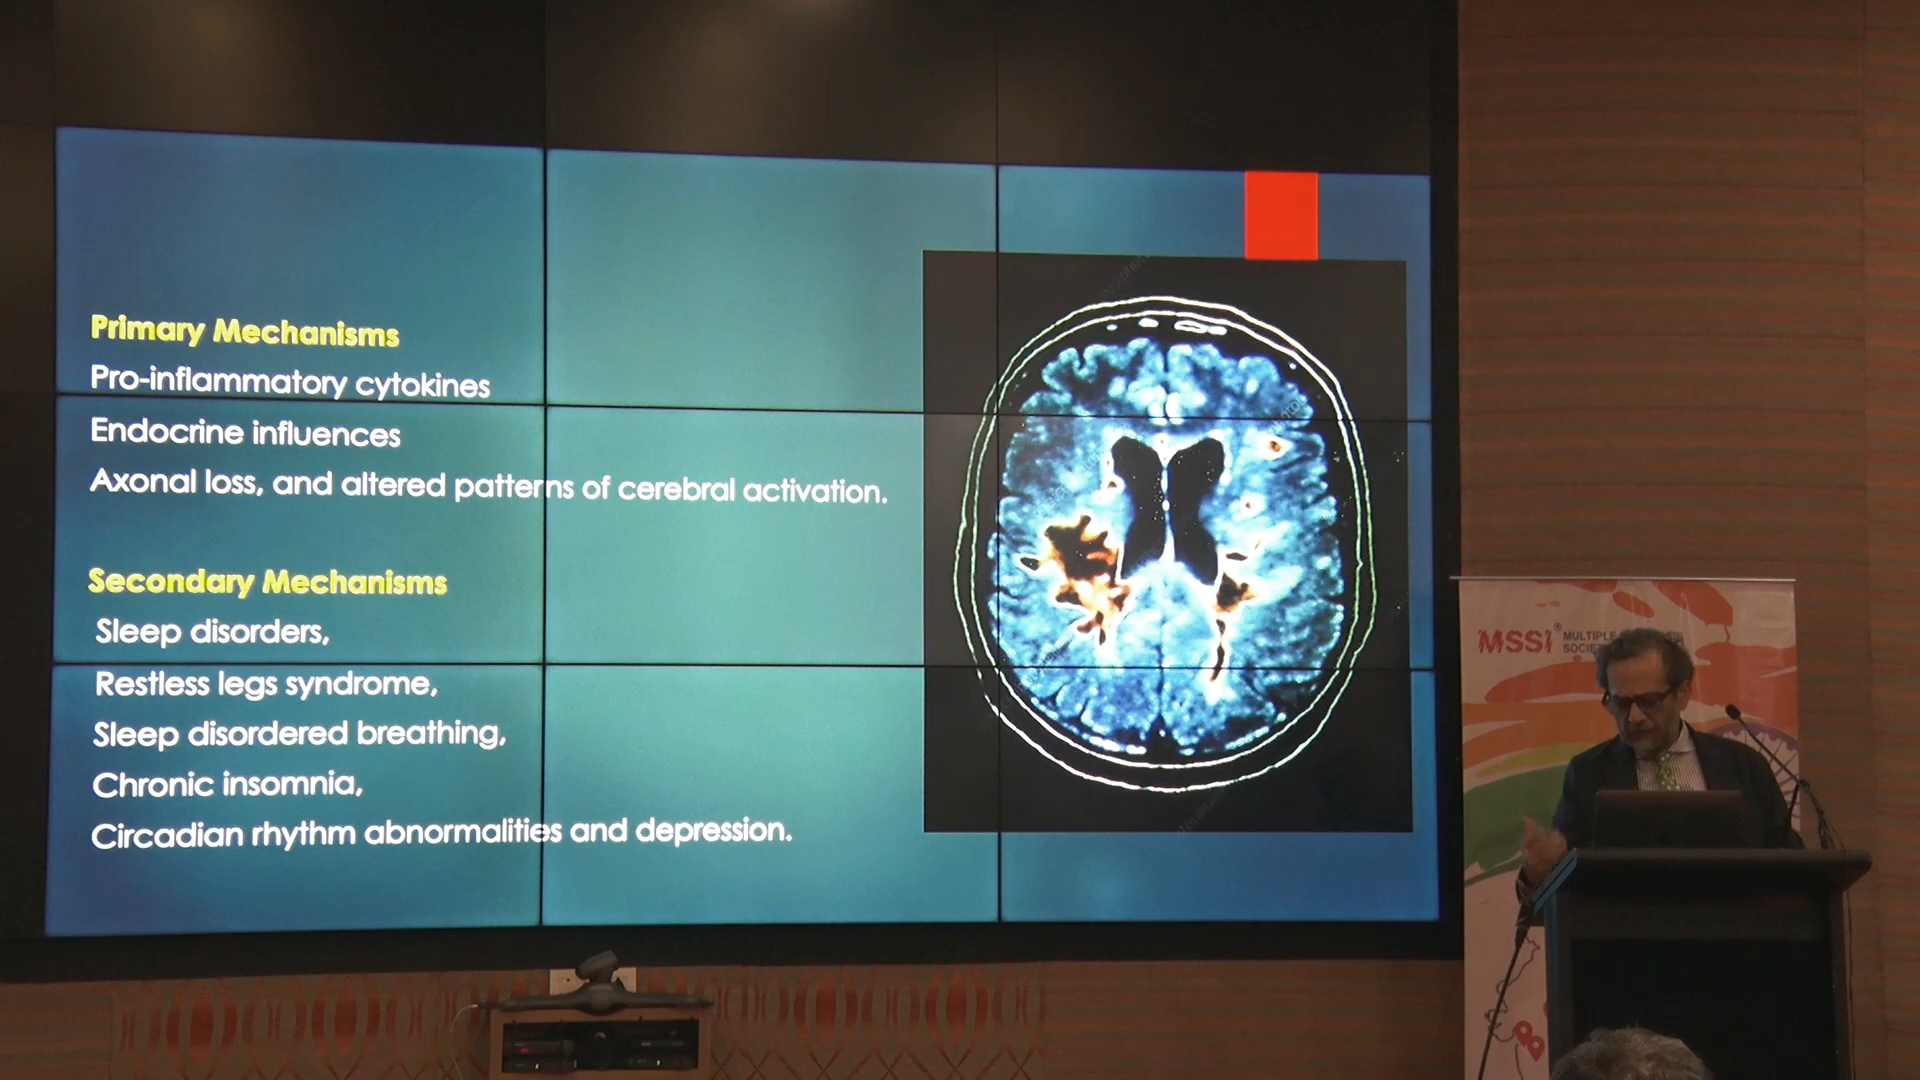 Primary Mechanisms
Pro-inflammatory cytokines
Endocrine influences
Axonal loss, and altered patterns of cerebral activation.
Secondary Mechanisms
Sleep disorders,
Restless legs syndrome,
Sleep disordered breathing,
Chronic insomnia,
Circadian rhythm abnormalities and depression.
MSSI®
MULTIPLE